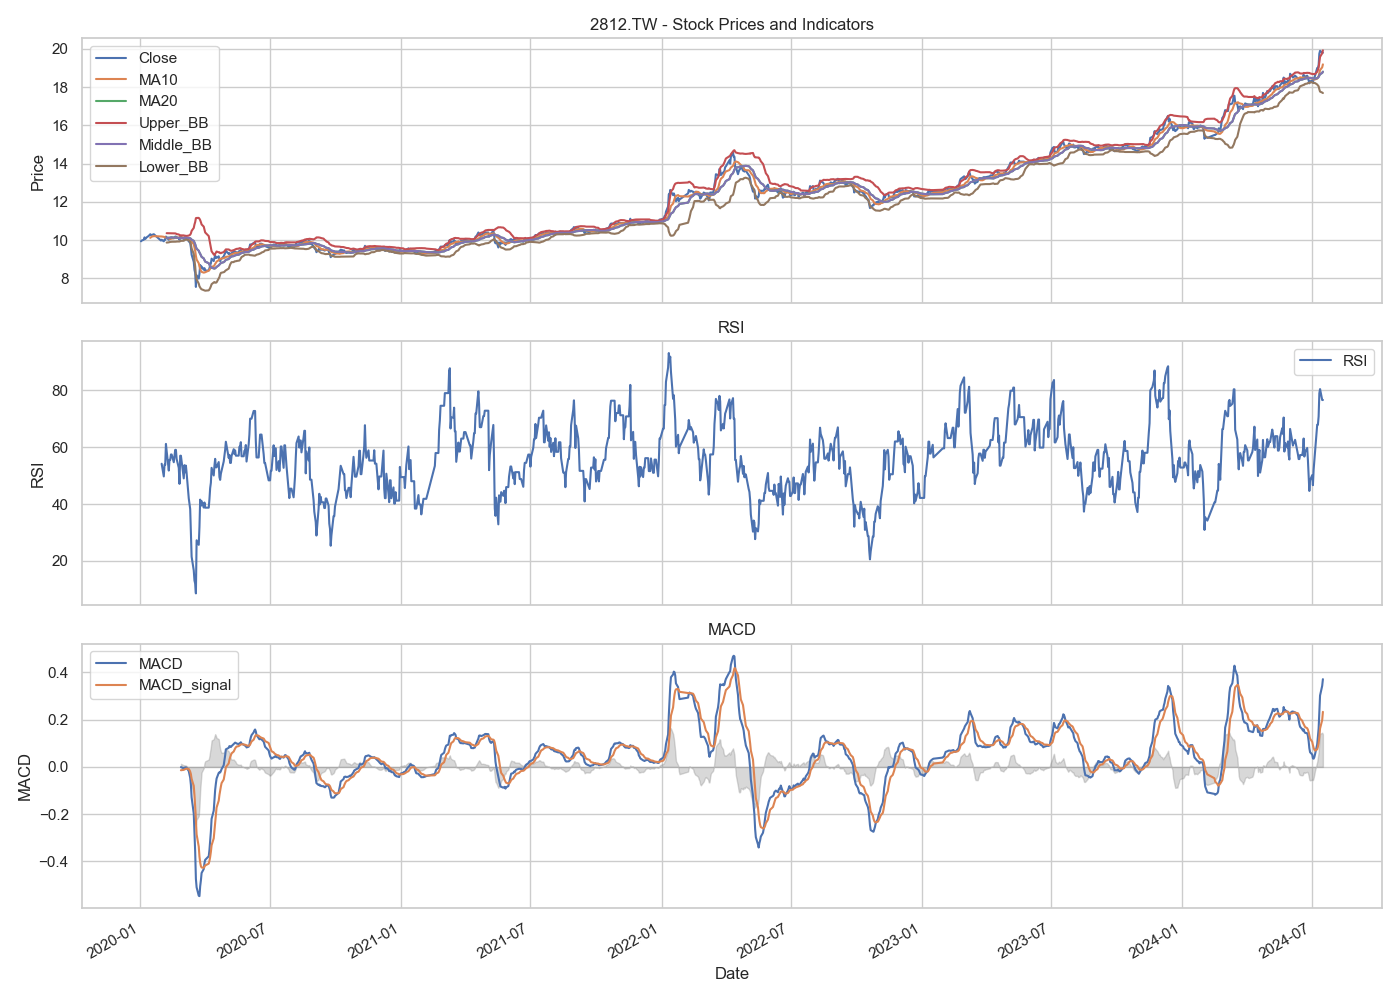 2812.TW - Stock Prices and Indicators
20
18
16
14
12
10
8
Price
Close
MA10
MA20
Upper_BB
Middle_BB
Lower_BB
RSI
80
60
40
20
RSI
RSI
MACD
0.4
0.2
0.0
−0.2
−0.4
MACD
MACD
MACD_signal
2020-01
2020-07
2021-01
2021-07
2022-01
2022-07
2023-01
2023-07
2024-01
2024-07
Date